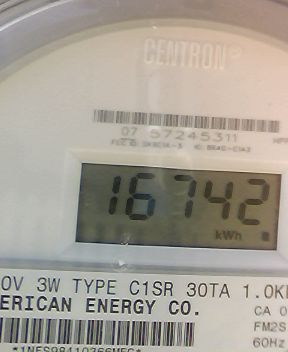 CENTRON®
07 57245311
16742
kWh
0V 3W TYPE C1SR 30TA 1.0K
ERICAN ENERGY CO.
CA 0
FM2S
60Hz